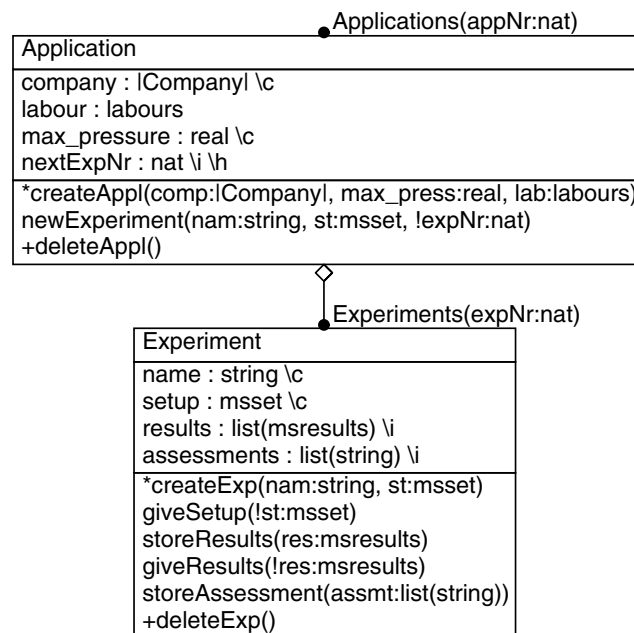 Applications(appNr:nat)
Application
company : |Company| \c
labour : labours
max_pressure : real \c
nextExpNr : nat \i \h
*createAppl(comp:|Company|, max_press:real, lab:labours)
newExperiment(nam:string, st:msset, !expNr:nat)
+deleteAppl()
Experiments(expNr:nat)
Experiment
name : string \c
setup : msset \c
results : list(msresults) \i
assessments : list(string) \i
*createExp(nam:string, st:msset)
giveSetup(!st:msset)
storeResults(res:msresults)
giveResults(!res:msresults)
storeAssessment(assmt:list(string))
+deleteExp()